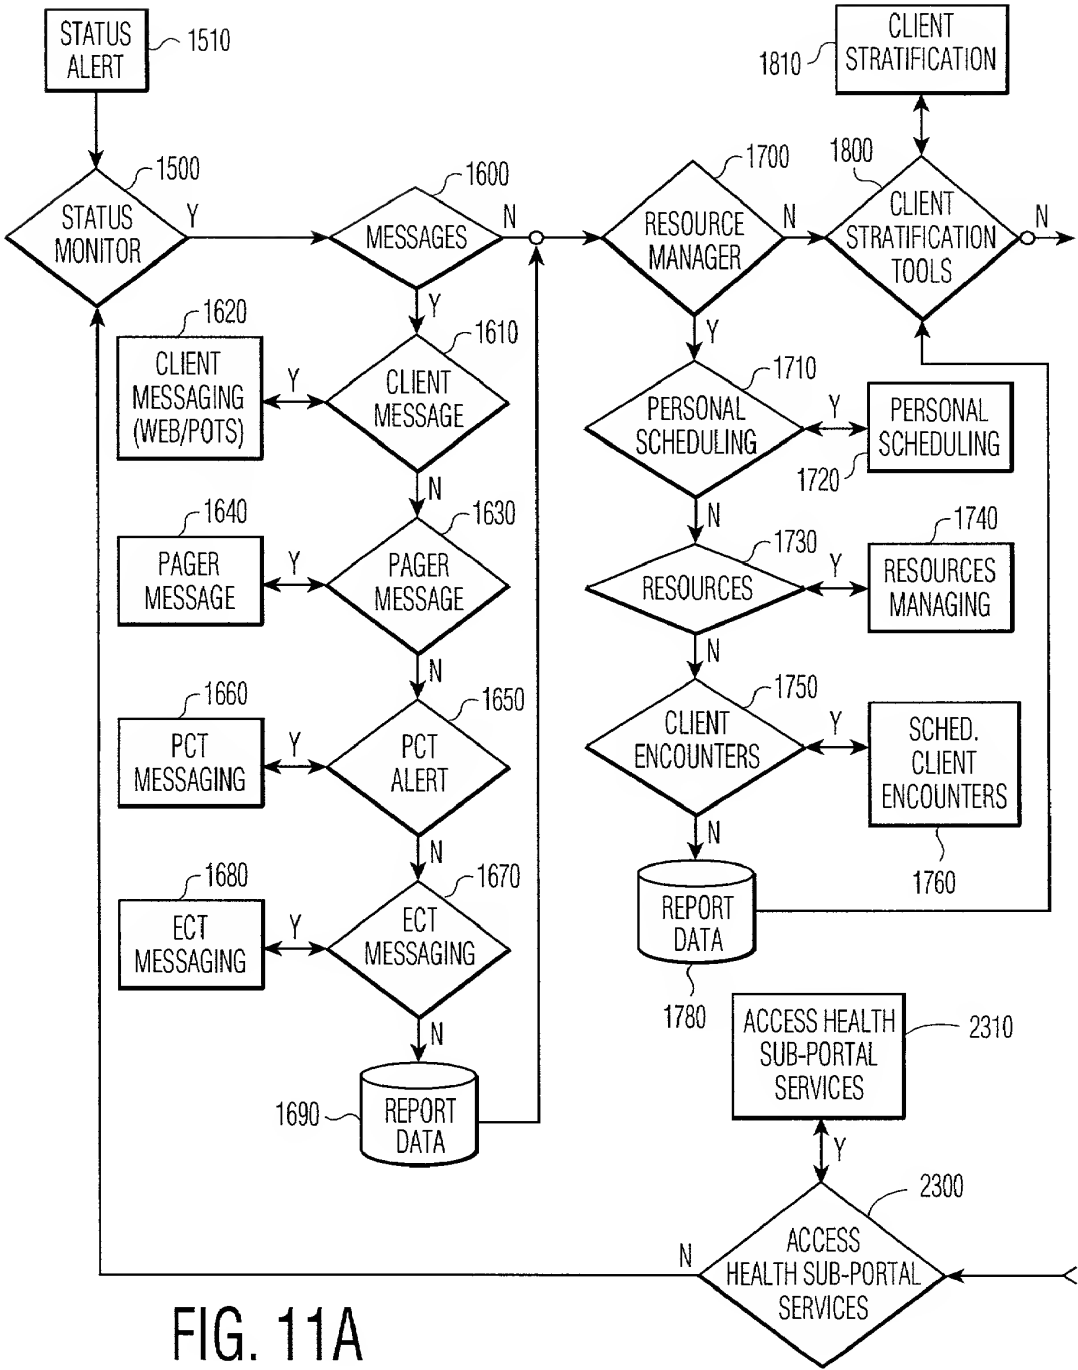 STATUS
ALERT
1510
CLIENT
STRATIFICATION
1810
1500
STATUS
MONITOR
Y
1600
MESSAGES
N
1700
RESOURCE
MANAGER
N
1800
CLIENT
STRATIFICATION
TOOLS
N
Y
Y
1620
CLIENT
MESSAGING
(WEB/POTS)
Y
1610
CLIENT
MESSAGE
N
1710
PERSONAL
SCHEDULING
Y
PERSONAL
SCHEDULING
1720
N
1640
PAGER
MESSAGE
Y
1630
PAGER
MESSAGE
N
1730
RESOURCES
Y
1740
RESOURCES
MANAGING
N
1660
PCT
MESSAGING
Y
1650
PCT
ALERT
N
1750
CLIENT
ENCOUNTERS
Y
SCHED.
CLIENT
ENCOUNTERS
1760
N
1680
ECT
MESSAGING
Y
1670
ECT
MESSAGING
N
REPORT
DATA
1780
1690
REPORT
DATA
ACCESS HEALTH
SUB-PORTAL
SERVICES
2310
Y
2300
ACCESS
HEALTH SUB-PORTAL
SERVICES
N
FIG. 11A